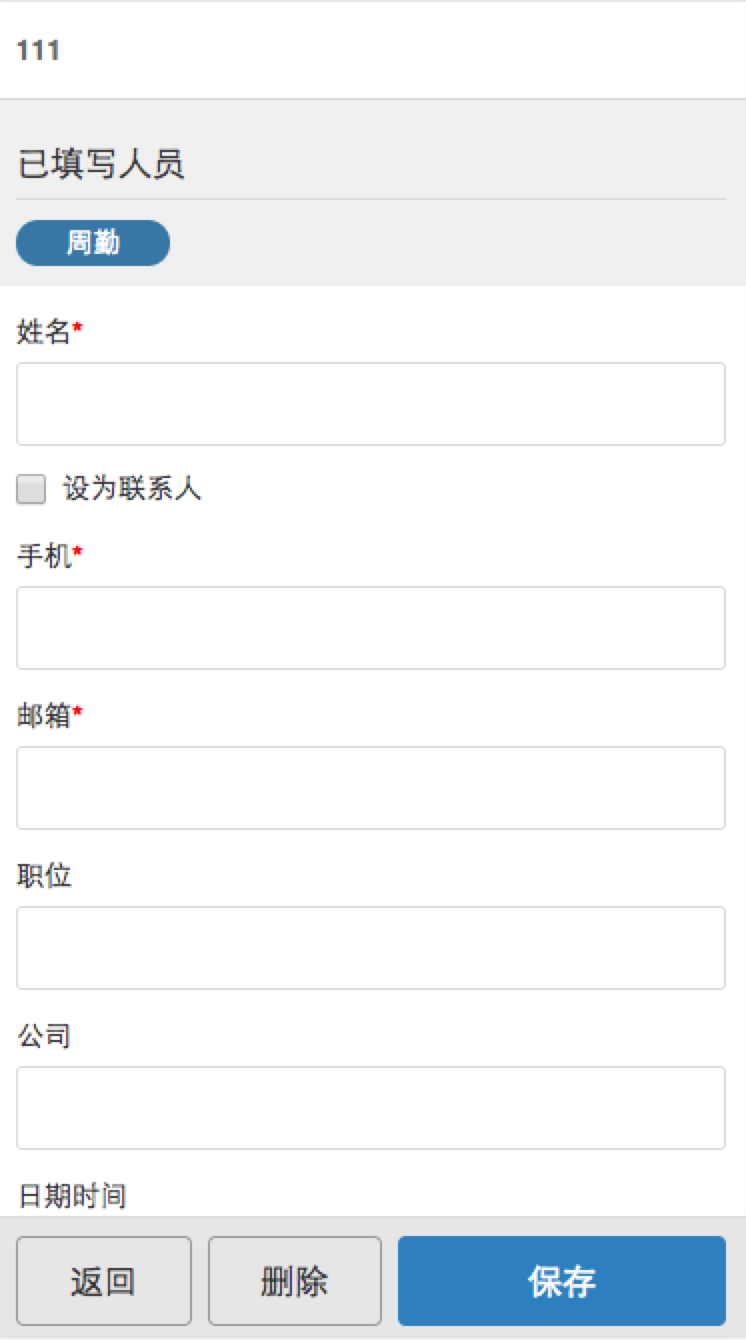 111
已填写人员
周勤
姓名*
设为联系人
手机*
邮箱*
职位
公司
日期时间
返回 删除 保存